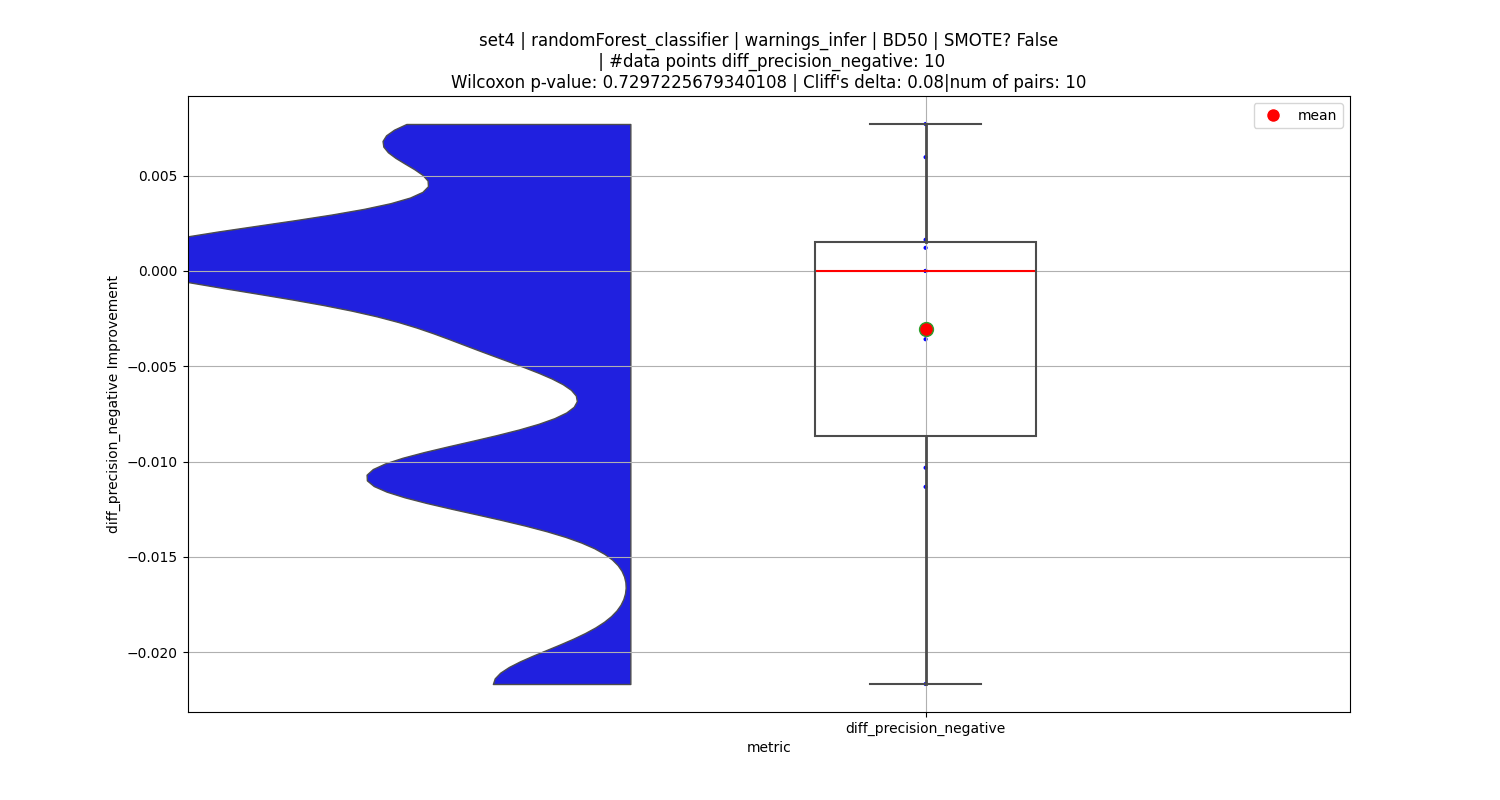 set4 | randomForest_classifier | warnings_infer | BD50 | SMOTE? False
| #data points diff_precision_negative: 10
Wilcoxon p-value: 0.7297225679340108 | Cliff's delta: 0.08|num of pairs: 10
mean
0.005
0.000
−0.005
−0.010
−0.015
−0.020
diff_precision_negative Improvement
diff_precision_negative
metric